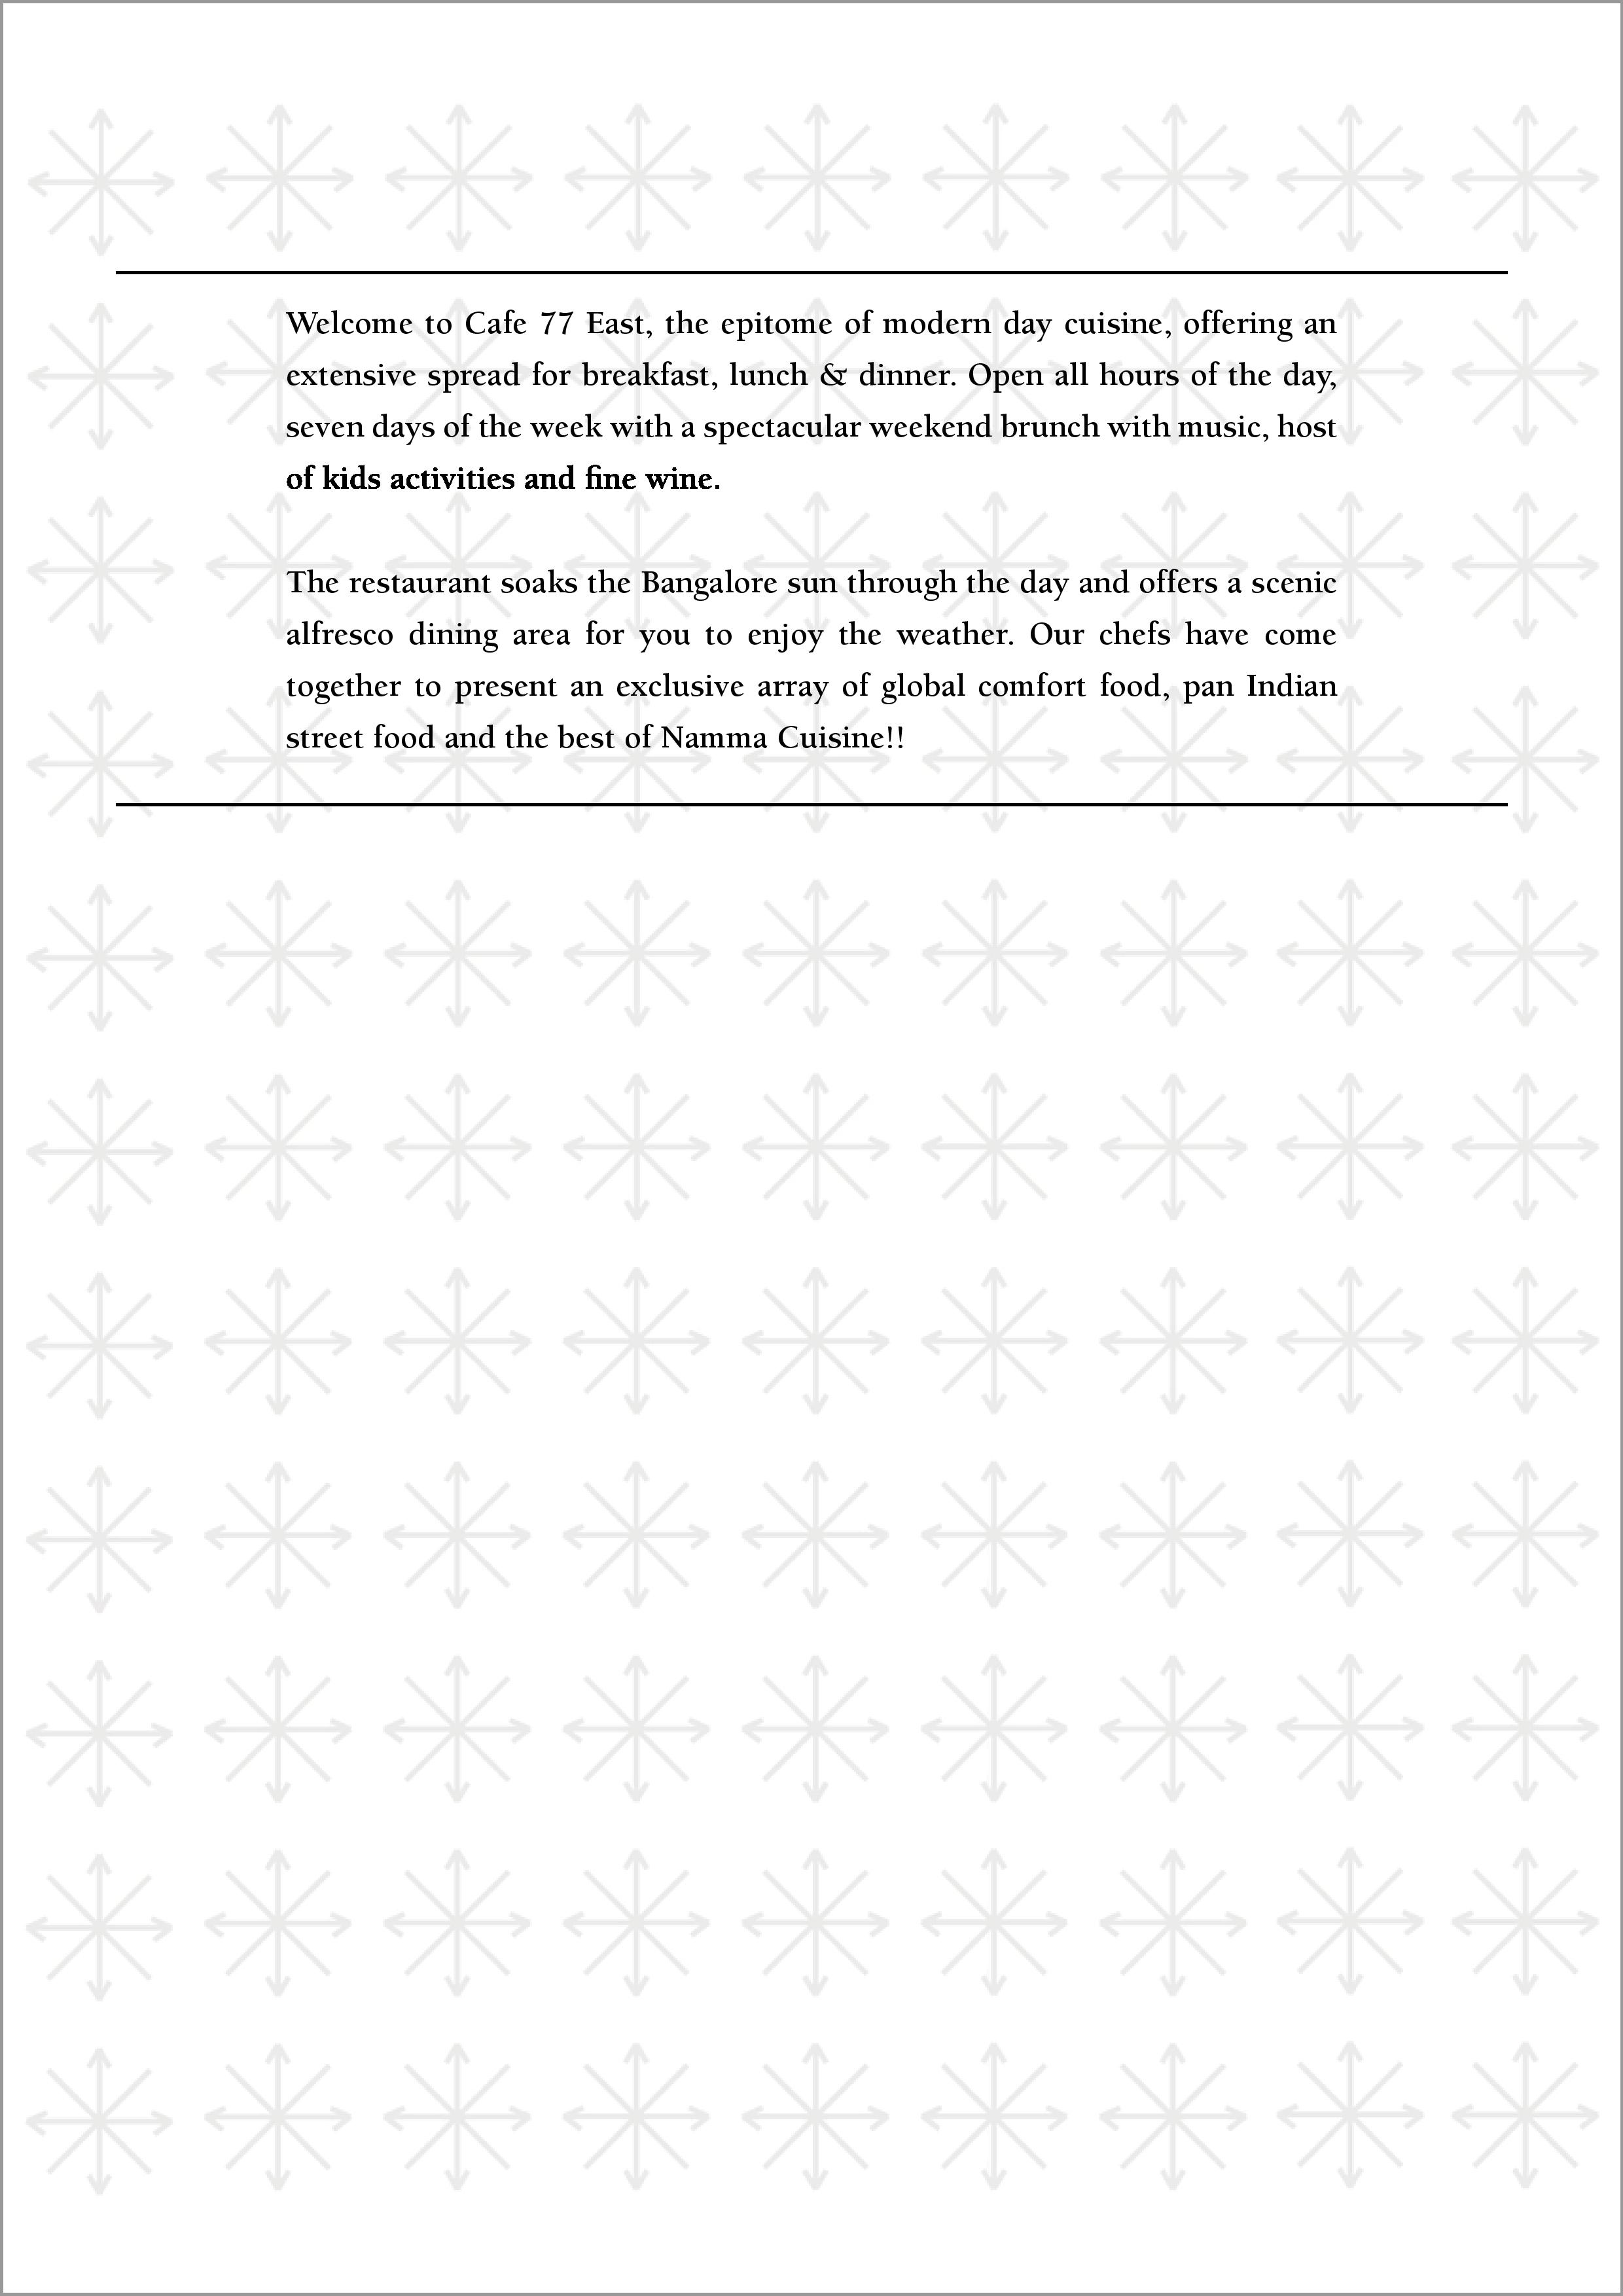 Welcome to Cafe 77 East, the epitome of modern day cuisine, offering an
extensive spread for breakfast, lunch & dinner. Open all hours of the day,
seven days of the week with a spectacular weekend brunch with music, host
of kids activities and fine wine.
The restaurant soaks the Bangalore sun through the day and offers a scenic
alfresco dining area for you to enjoy the weather. Our chefs have come
together to present an exclusive array of global comfort food, pan Indian
street food and the best of Namma Cuisine!!